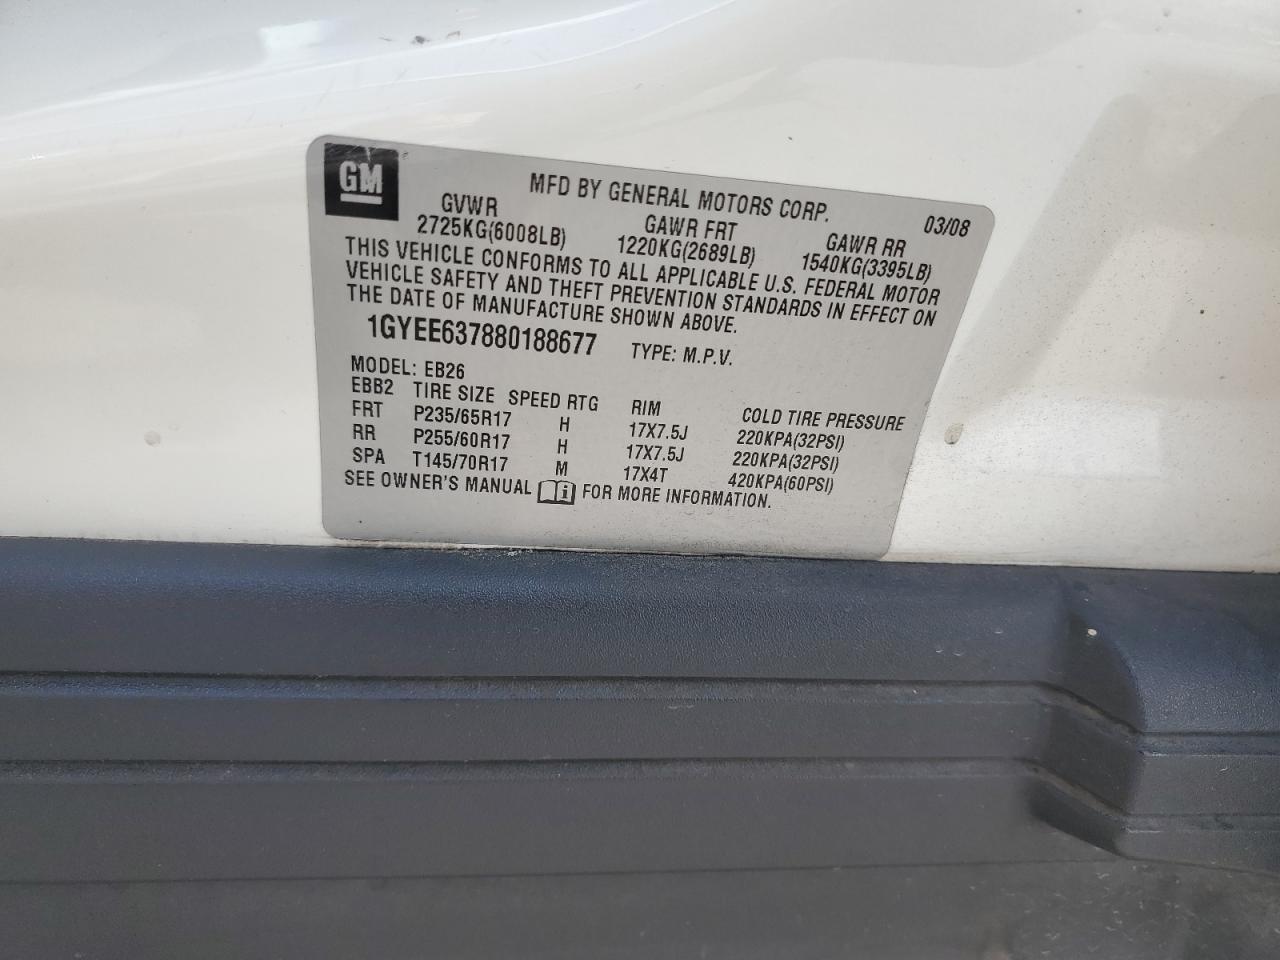 GM
MFD BY GENERAL MOTORS CORP. 03/08
GVWR GAWR FRT GAWR RR
2725KG(6008LB) 1220KG(2689LB) 1540KG(3395LB)
THIS VEHICLE CONFORMS TO ALL APPLICABLE U.S. FEDERAL MOTOR
VEHICLE SAFETY AND THEFT PREVENTION STANDARDS IN EFFECT ON
THE DATE OF MANUFACTURE SHOWN ABOVE.
1GYEE637880188677 TYPE: M.P.V.
MODEL: EB26
EBB2 TIRE SIZE SPEED RTG RIM COLD TIRE PRESSURE
FRT P235/65R17 H 17X7.5J 220KPA(32PSI)
RR P255/60R17 H 17X7.5J 220KPA(32PSI)
SPA T145/70R17 M 17X4T 420KPA(60PSI)
SEE OWNER'S MANUAL i FOR MORE INFORMATION.